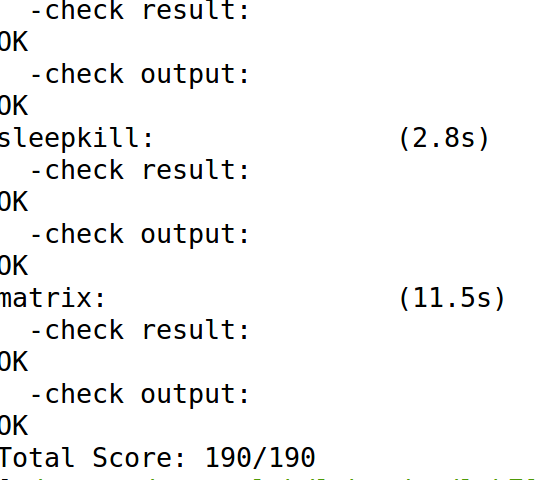 -check result:
OK
-check output:
OK
sleepkill: (2.8s)
-check result:
OK
-check output:
OK
matrix: (11.5s)
-check result:
OK
-check output:
OK
Total Score: 190/190